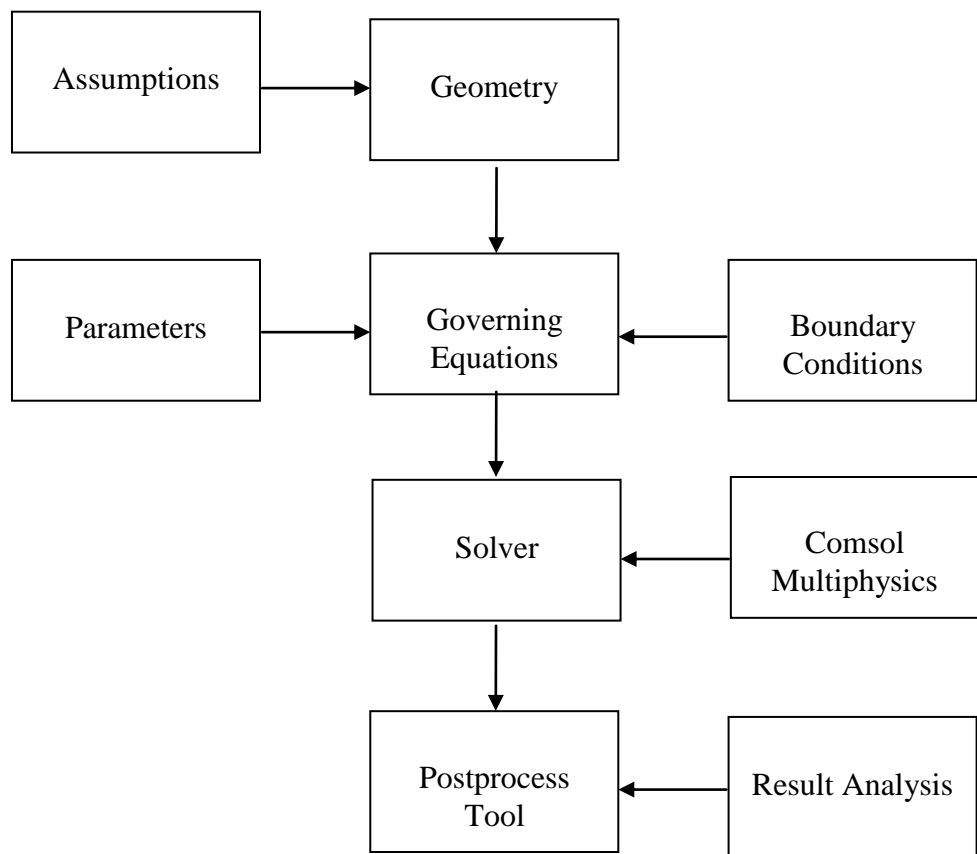 Assumptions
Geometry
Parameters
Governing
Equations
Boundary
Conditions
Solver
Comsol
Multiphysics
Postprocess
Tool
Result Analysis